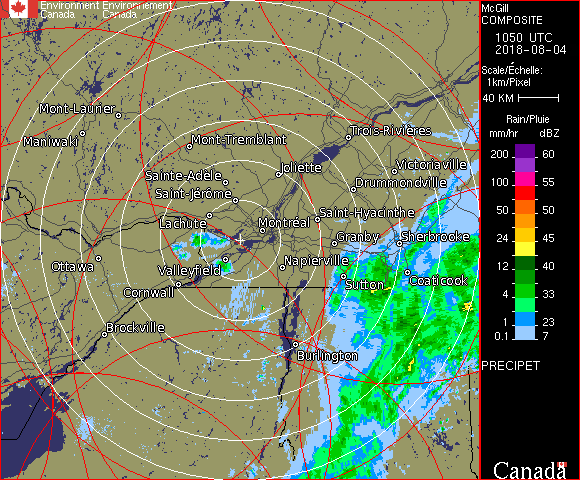 Environment Environnement
Canada Canada
McGill
COMPOSITE
1050 UTC
2018-08-04
Scale/Échelle:
1km/Pixel
40 KM
Rain/Pluie
mm/hr dBZ
200 60
150 57
100 55
50 50
24 45
12 40
4 33
1 23
0.1 7
PRECIPET
Canada
Mont-Laurier
Maniwaki
Mont-Tremblant
Trois-Rivières
Joliette
Victoriaville
Sainte-Adèle
Drummondville
Saint-Jérôme
Saint-Hyacinthe
Lachute
Montréal
Granby
Sherbrooke
Ottawa
Valleyfield
Napierville
Coaticook
Sutton
Cornwall
Brockville
Burlington